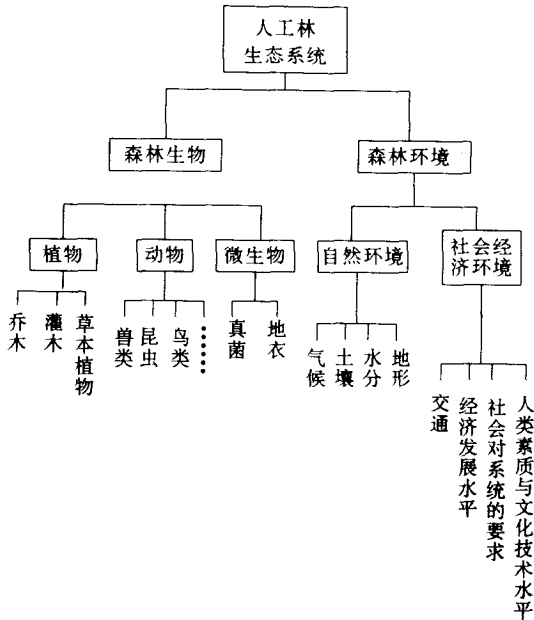 人工林
生态系统
森林生物
森林环境
植物
动物
微生物
自然环境
社会经
济环境
乔木
灌木
草本植物
兽类
昆虫
鸟类
……
真菌
地衣
气候
土壤
水分
地形
交通
经济发展水平
社会对系统的要求
人类素质与文化技术水平